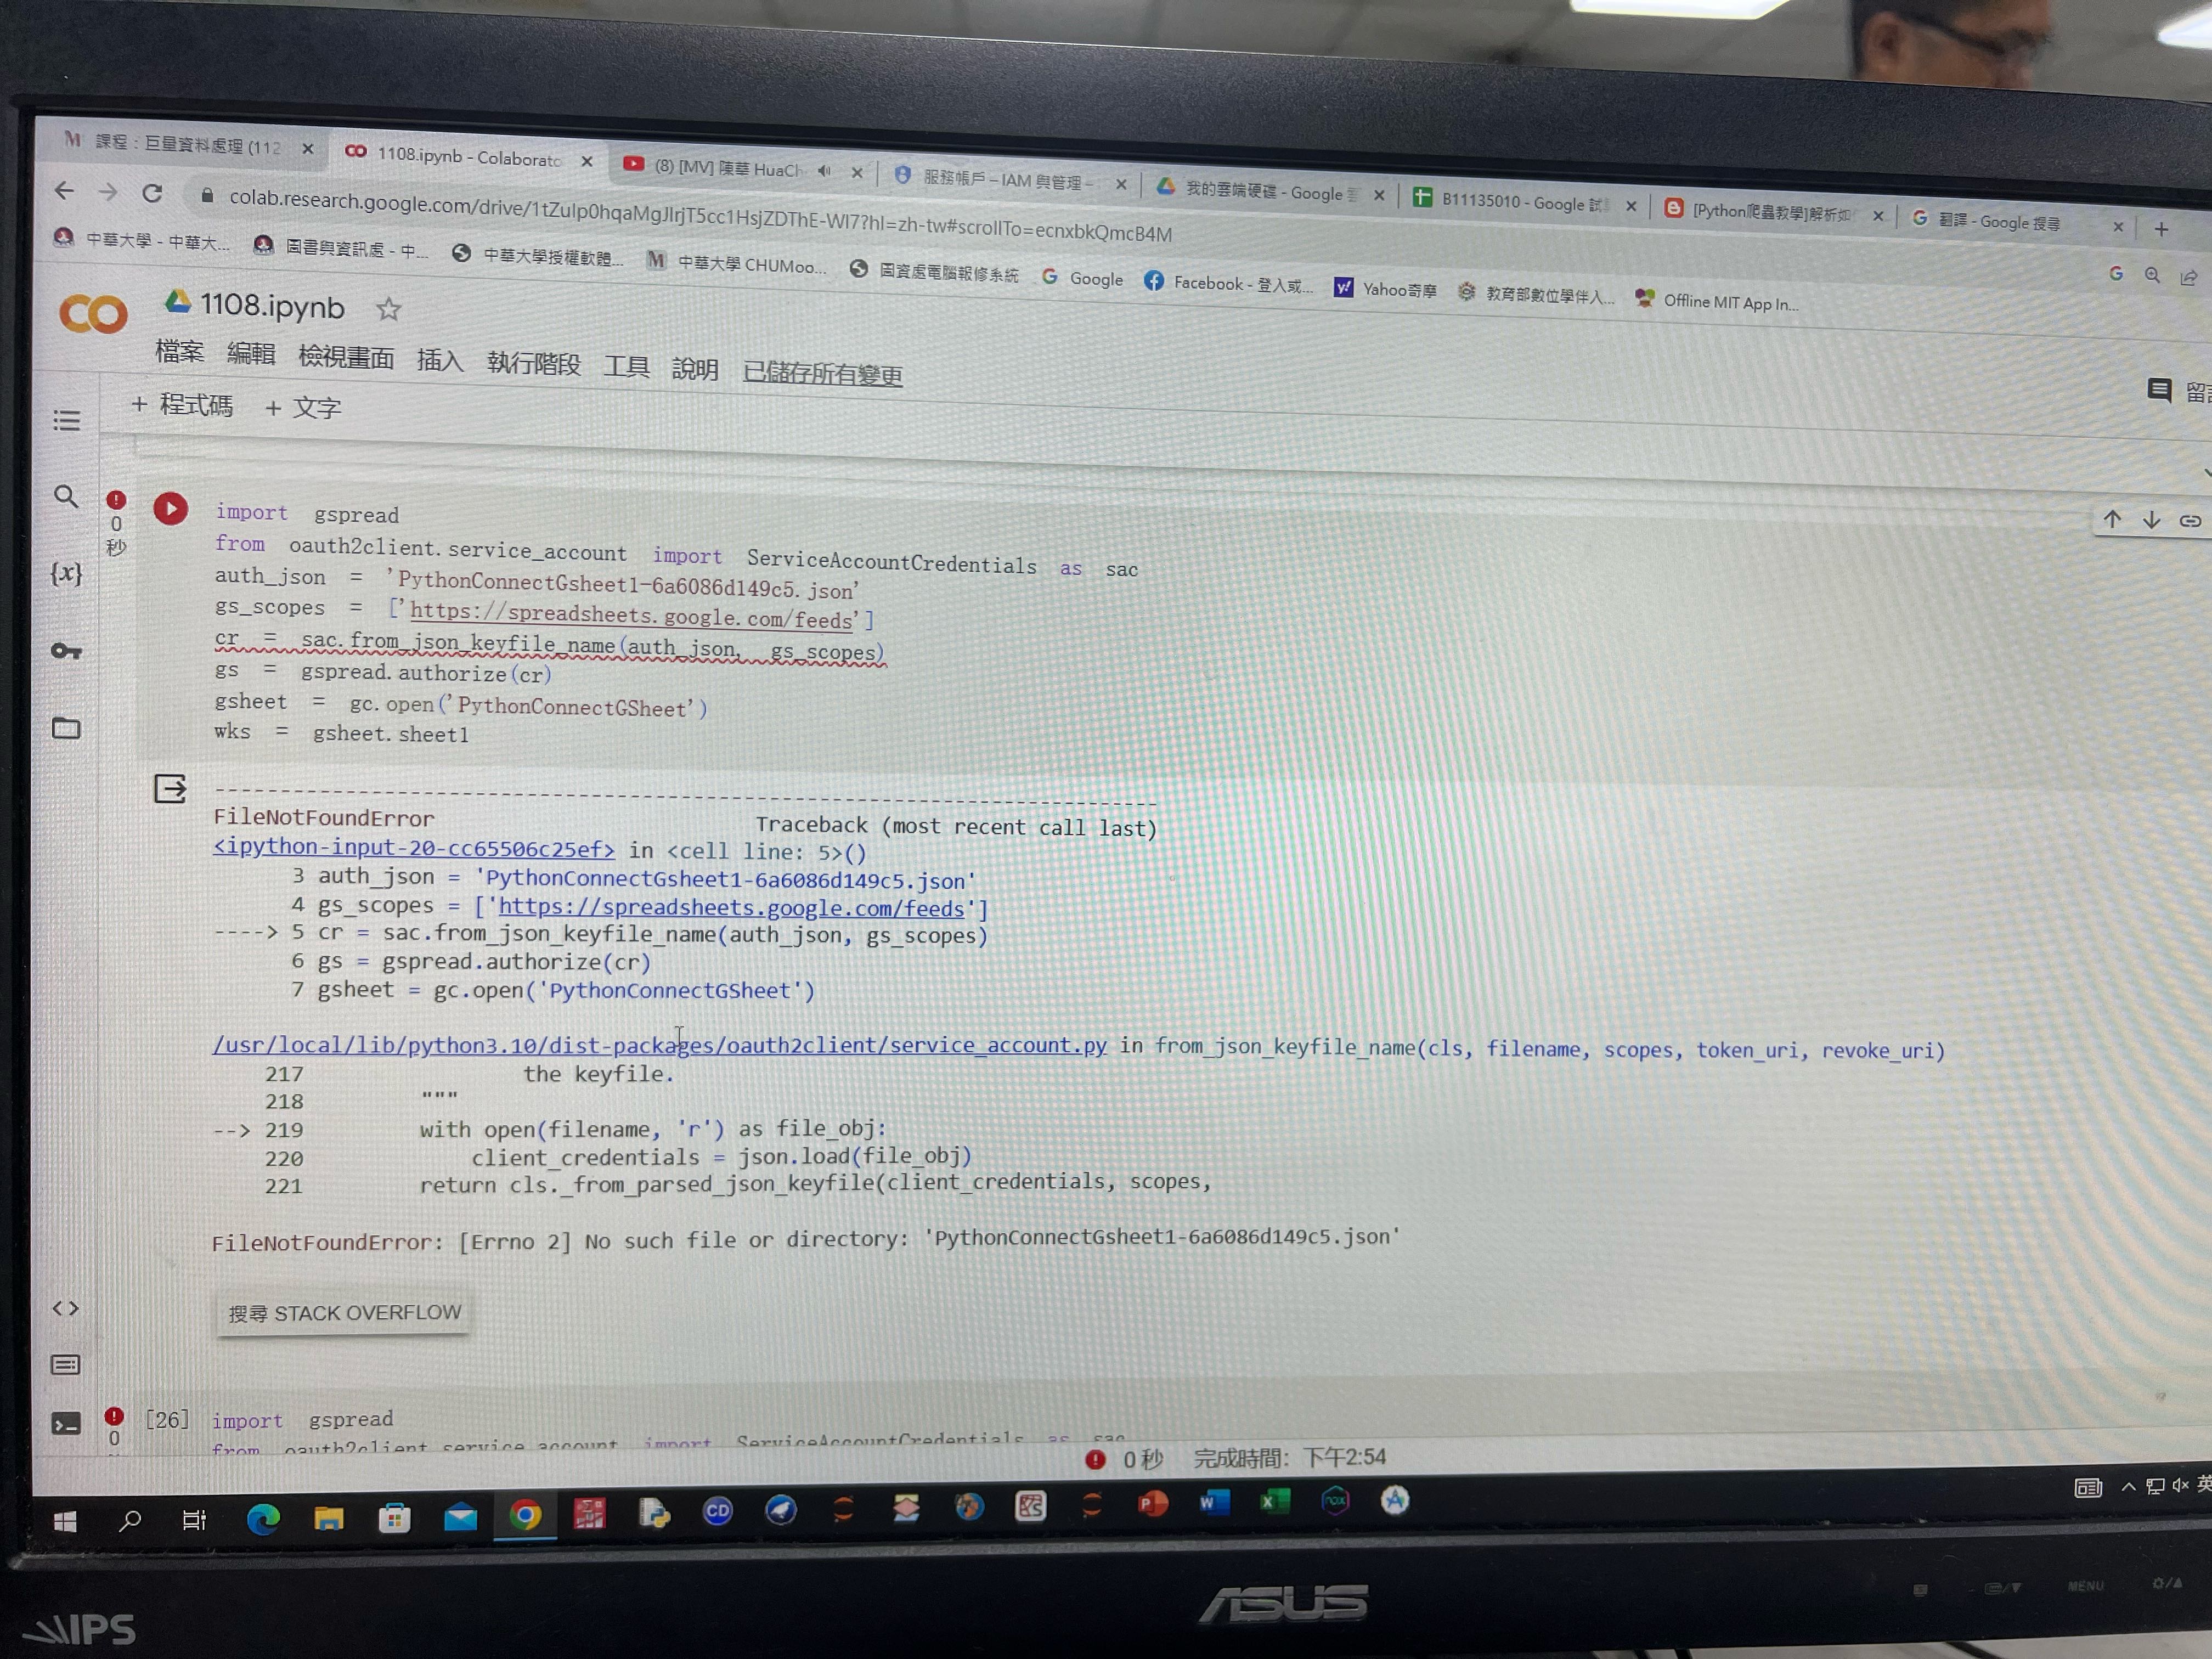 課程：巨量資料處理 (112
1108.ipynb - Colaborato
(8) [MV] 陳華 HuaCh
服務帳戶 – IAM 與管理 –
我的雲端硬碟 - Google
B11135010 - Google 試
[Python爬蟲教學]解析如
翻譯 - Google 搜尋
colab.research.google.com/drive/1tZulp0hqaMgJlrjT5cc1HsjZDThE-WI7?hl=zh-tw#scrollTo=ecnxbkQmcB4M
中華大學 - 中華大...
圖書與資訊處 - 中...
中華大學授權軟體...
中華大學 CHUMoo...
圖資處電腦報修系統
Google
Facebook - 登入或...
Yahoo奇摩
教育部數位學伴入...
Offline MIT App In...
1108.ipynb
檔案 編輯 檢視畫面 插入 執行階段 工具 說明 已儲存所有變更
+ 程式碼 + 文字
0
秒
{x}
import gspread
from oauth2client.service_account import ServiceAccountCredentials as sac
auth_json = 'PythonConnectGsheet1-6a6086d149c5.json'
gs_scopes = ['https://spreadsheets.google.com/feeds']
cr = sac.from_json_keyfile_name(auth_json, gs_scopes)
gs = gspread.authorize(cr)
gsheet = gc.open('PythonConnectGSheet')
wks = gsheet.sheet1
---------------------------------------------------------------------------
FileNotFoundError Traceback (most recent call last)
<ipython-input-20-cc65506c25ef> in <cell line: 5>()
3 auth_json = 'PythonConnectGsheet1-6a6086d149c5.json'
4 gs_scopes = ['https://spreadsheets.google.com/feeds']
----> 5 cr = sac.from_json_keyfile_name(auth_json, gs_scopes)
6 gs = gspread.authorize(cr)
7 gsheet = gc.open('PythonConnectGSheet')
/usr/local/lib/python3.10/dist-packages/oauth2client/service_account.py in from_json_keyfile_name(cls, filename, scopes, token_uri, revoke_uri)
217 the keyfile.
218 """
--> 219 with open(filename, 'r') as file_obj:
220 client_credentials = json.load(file_obj)
221 return cls._from_parsed_json_keyfile(client_credentials, scopes,
FileNotFoundError: [Errno 2] No such file or directory: 'PythonConnectGsheet1-6a6086d149c5.json'
搜尋 STACK OVERFLOW
0
[26] import gspread
from oauth2client.service_account import ServiceAccountCredentials as sac
0 秒 完成時間：下午2:54
英
ASUS
MENU
IPS